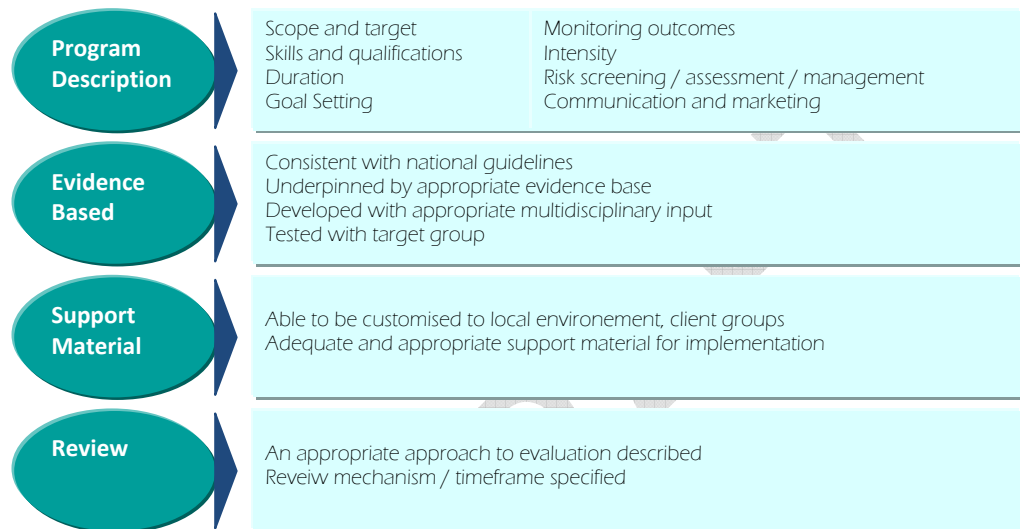 Program
Description
Scope and target
Skills and qualifications
Duration
Goal Setting
Monitoring outcomes
Intensity
Risk screening / assessment / management
Communication and marketing
Evidence
Based
Consistent with national guidelines
Underpinned by appropriate evidence base
Developed with appropriate multidisciplinary input
Tested with target group
Support
Material
Able to be customised to local environement, client groups
Adequate and appropriate support material for implementation
Review
An appropriate approach to evaluation described
Reveiw mechanism / timeframe specified